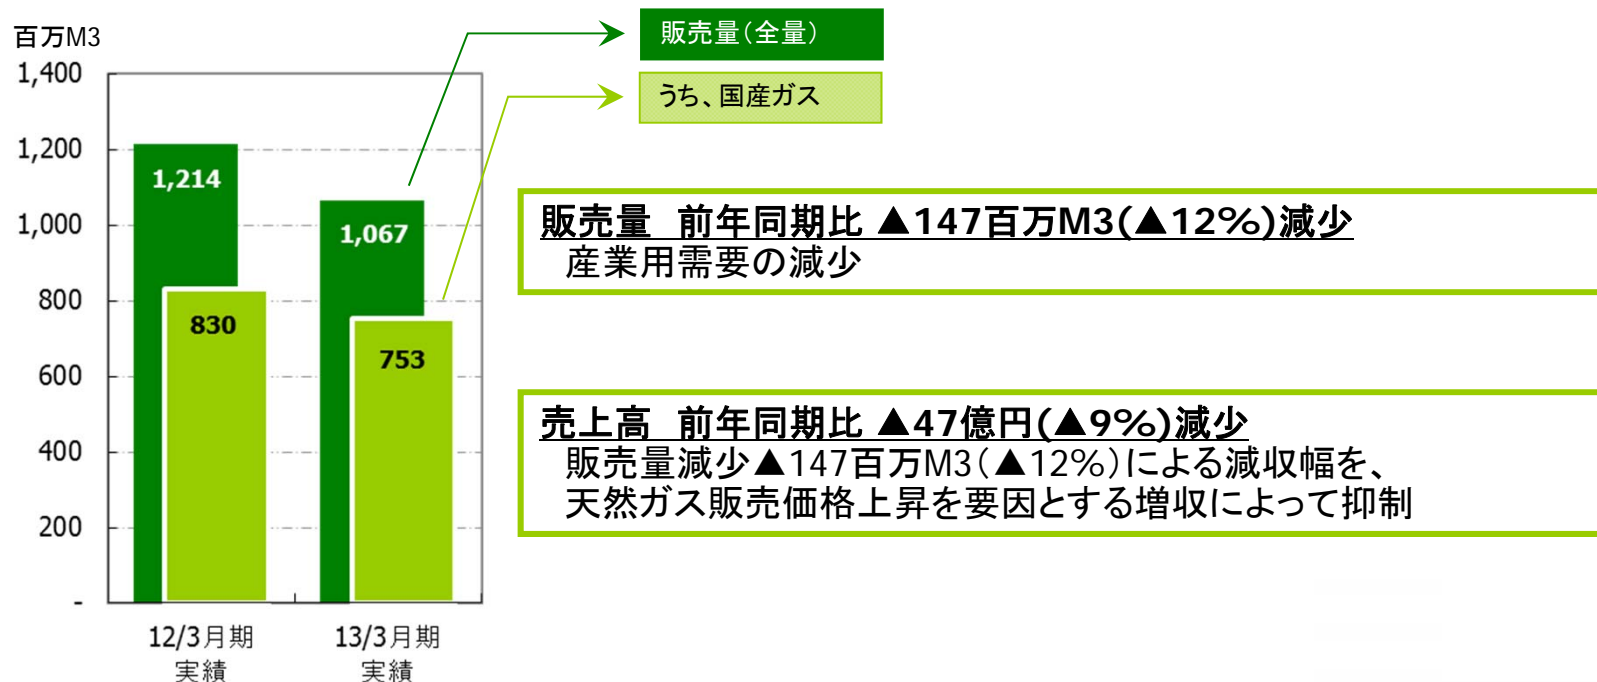 百万M3
1,400
1,200
1,000
800
600
400
200
-
1,214
830
1,067
753
12/3月期
実績
13/3月期
実績
販売量(全量)
うち、国産ガス
販売量 前年同期比 ▲147百万M3(▲12%)減少
産業用需要の減少
売上高 前年同期比 ▲47億円(▲9%)減少
販売量減少▲147百万M3(▲12%)による減収幅を、
天然ガス販売価格上昇を要因とする増収によって抑制